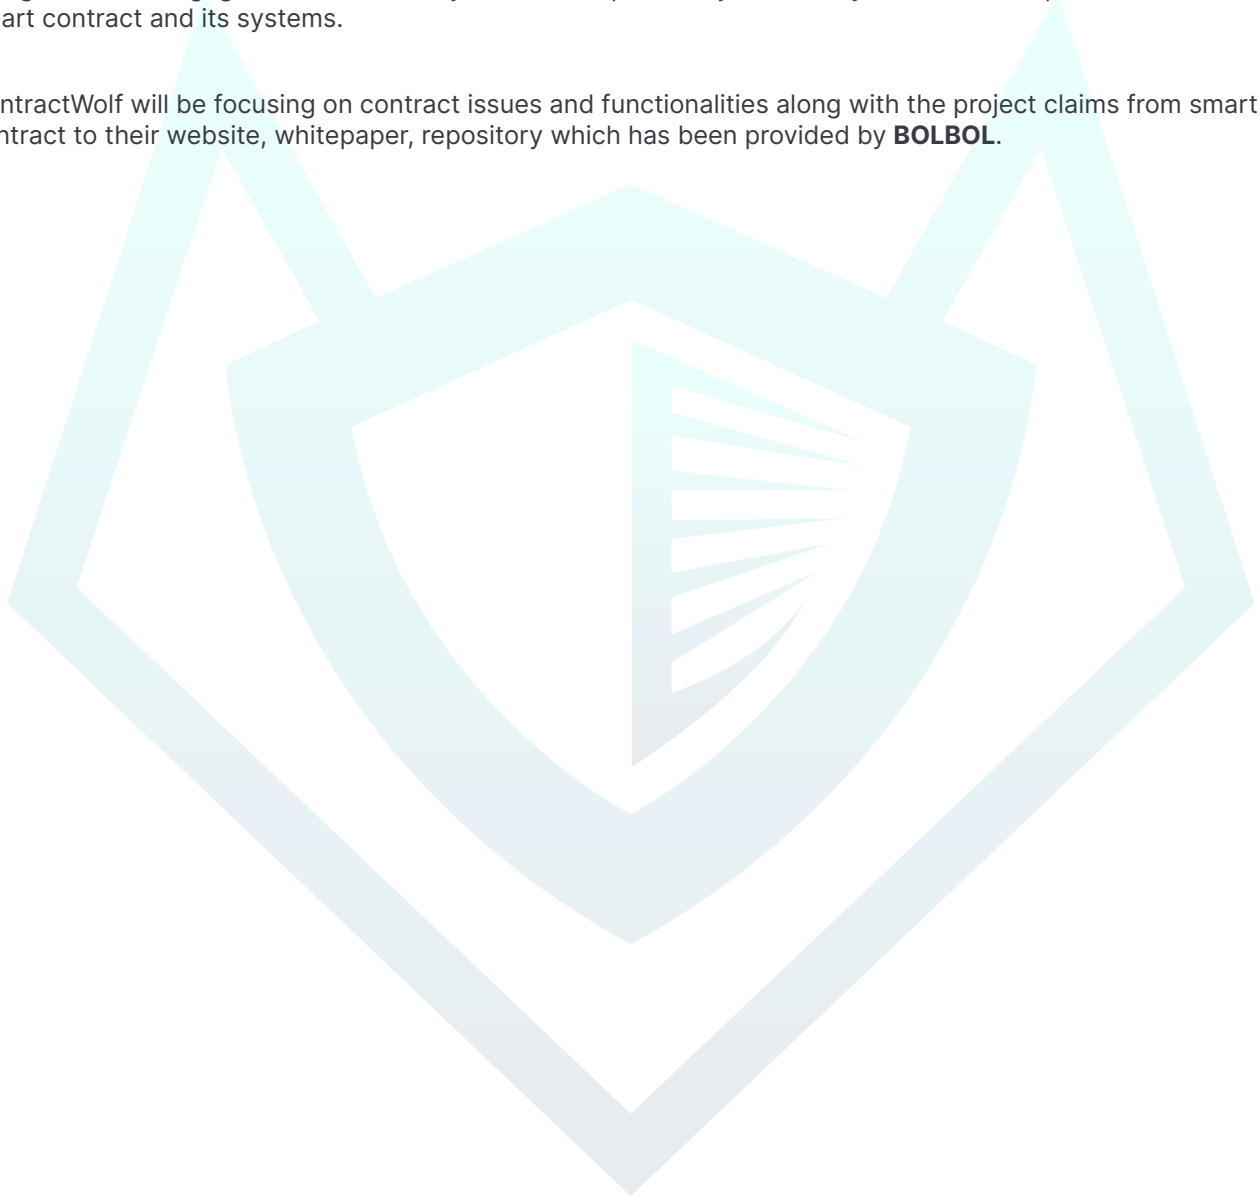 art contract and its systems.
ntractWolf will be focusing on contract issues and functionalities along with the project claims from smart
ntract to their website, whitepaper, repository which has been provided by BOLBOL.